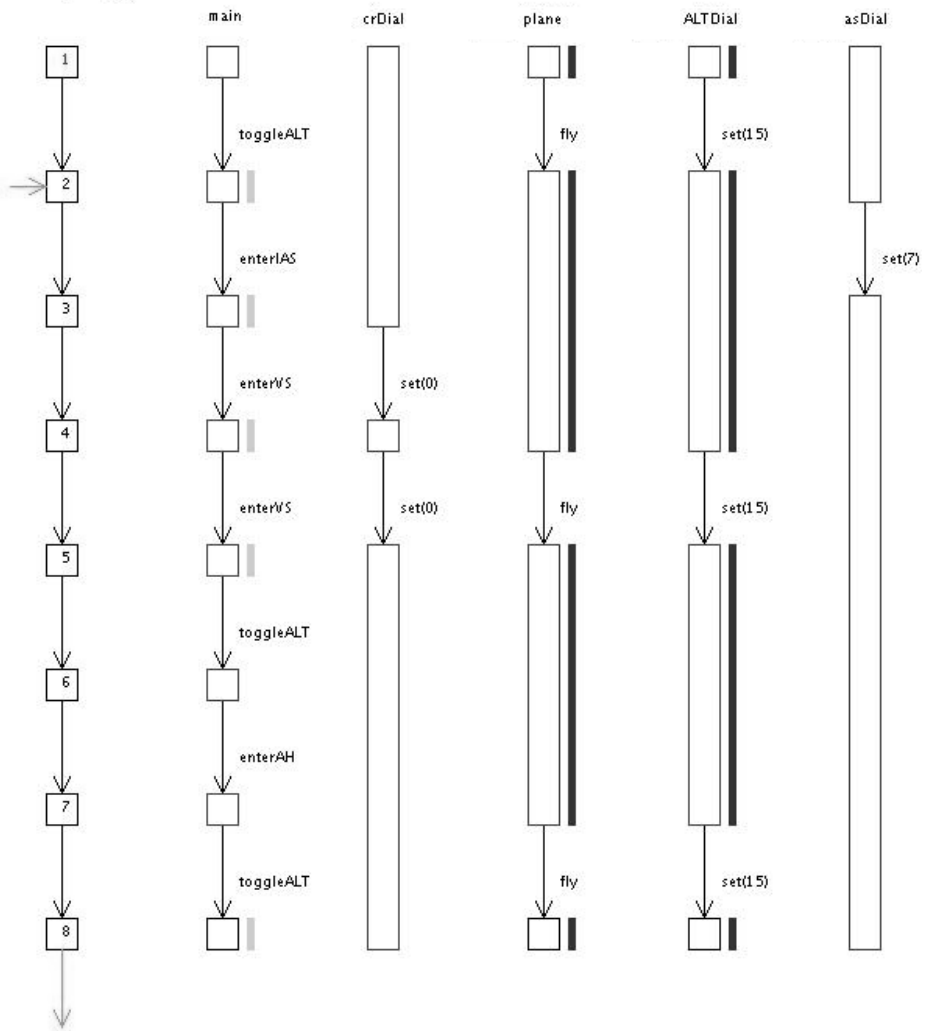 main crDial plane ALTDial asDial
1
toggleALT fly set(15)
2
enterIAS set(7)
3
enterVS set(0)
4
enterVS set(0) fly set(15)
5
toggleALT
6
enterAH
7
toggleALT fly set(15)
8